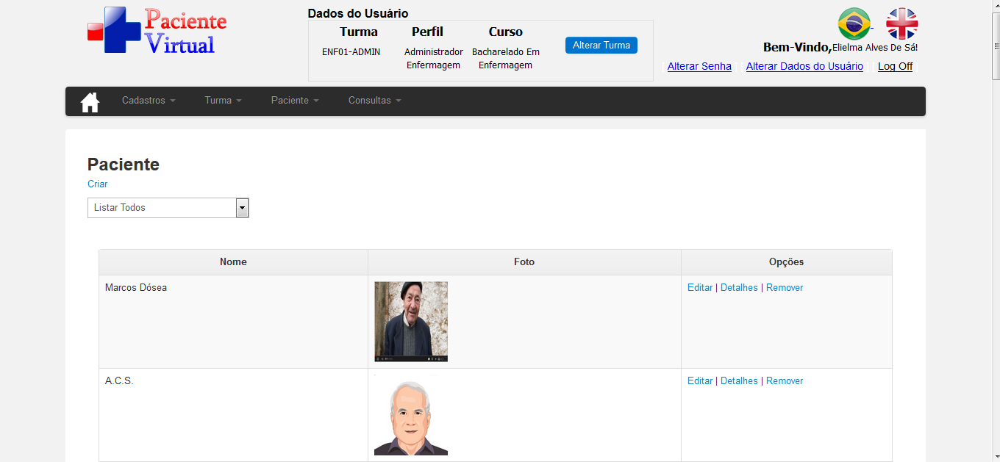 Paciente
Virtual
Dados do Usuário
Turma Perfil Curso
ENF01-ADMIN Administrador Enfermagem Bacharelado Em Enfermagem
Alterar Turma
Bem-Vindo,Elielma Alves De Sá!
[ Alterar Senha ] [ Alterar Dados do Usuário ] [ Log Off ]
Cadastros Turma Paciente Consultas
Paciente
Criar
Listar Todos
Nome Foto Opções
Marcos Dósea Editar | Detalhes | Remover
A.C.S. Editar | Detalhes | Remover